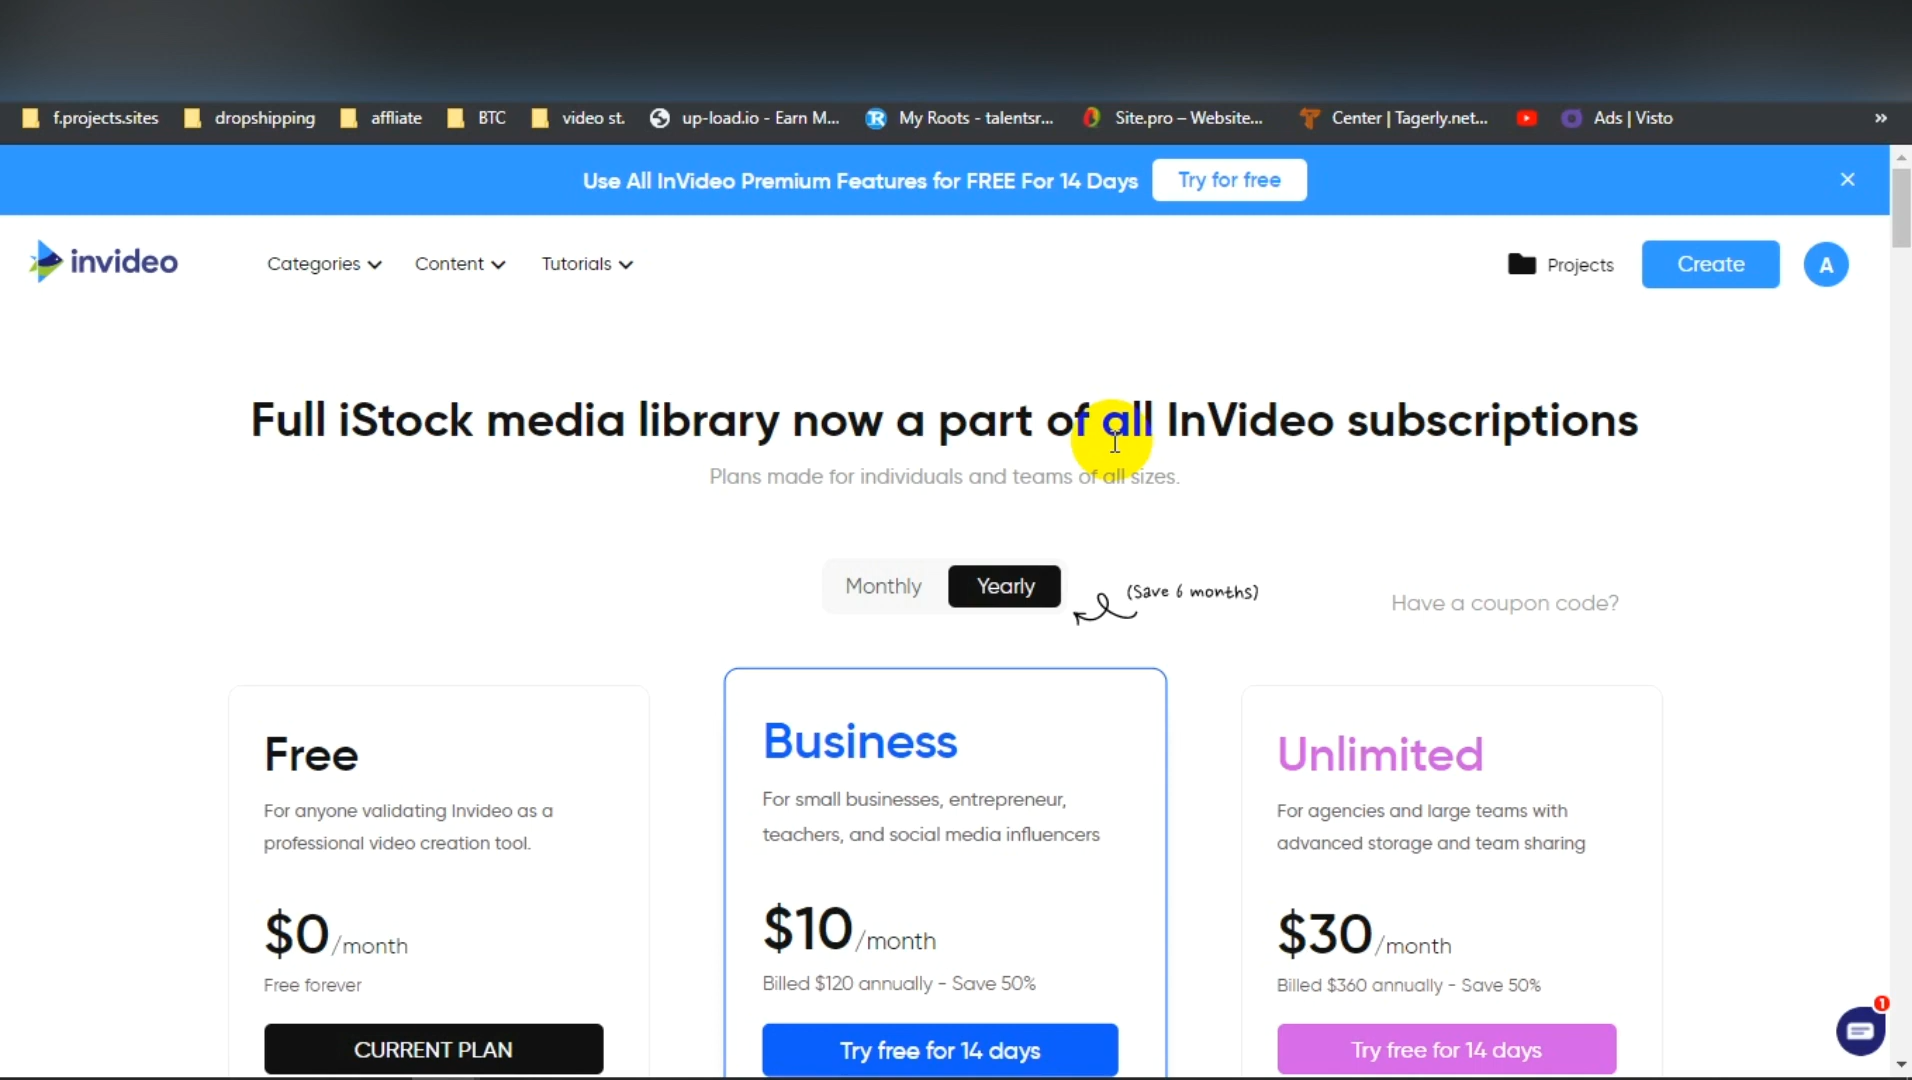 f.projects.sites dropshipping affliate BTC video st. up-load.io - Earn M... My Roots - talentsr... Site.pro – Website... Center | Tagerly.net... Ads | Visto »
Use All InVideo Premium Features for FREE For 14 Days Try for free
invideo Categories Content Tutorials Projects Create A
Full iStock media library now a part of all InVideo subscriptions
Plans made for individuals and teams of all sizes.
Monthly Yearly (Save 6 months)
Have a coupon code?
Free
For anyone validating Invideo as a
professional video creation tool.
$0/month
Free forever
CURRENT PLAN
Business
For small businesses, entrepreneur,
teachers, and social media influencers
$10/month
Billed $120 annually - Save 50%
Try free for 14 days
Unlimited
For agencies and large teams with
advanced storage and team sharing
$30/month
Billed $360 annually - Save 50%
Try free for 14 days
1